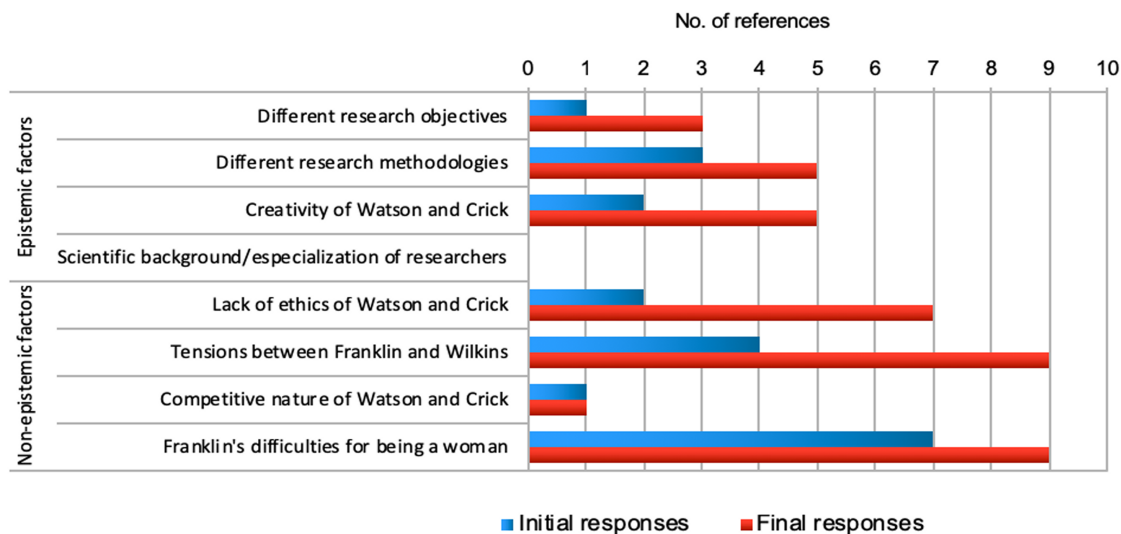 No. of references
0 1 2 3 4 5 6 7 8 9 10
Epistemic factors
Different research objectives
Different research methodologies
Creativity of Watson and Crick
Scientific background/especialization of researchers
Non-epistemic factors
Lack of ethics of Watson and Crick
Tensions between Franklin and Wilkins
Competitive nature of Watson and Crick
Franklin's difficulties for being a woman
Initial responses Final responses